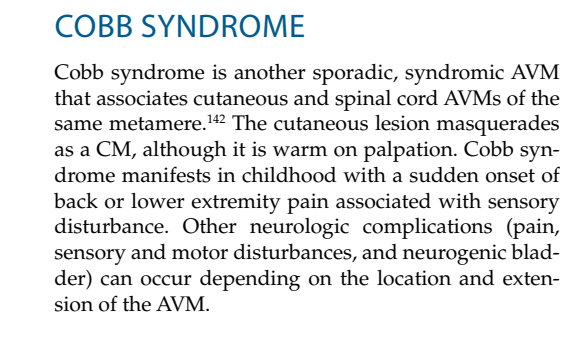 COBB SYNDROME
Cobb syndrome is another sporadic, syndromic AVM
that associates cutaneous and spinal cord AVMs of the
same metamere.142 The cutaneous lesion masquerades
as a CM, although it is warm on palpation. Cobb syn-
drome manifests in childhood with a sudden onset of
back or lower extremity pain associated with sensory
disturbance. Other neurologic complications (pain,
sensory and motor disturbances, and neurogenic blad-
der) can occur depending on the location and exten-
sion of the AVM.